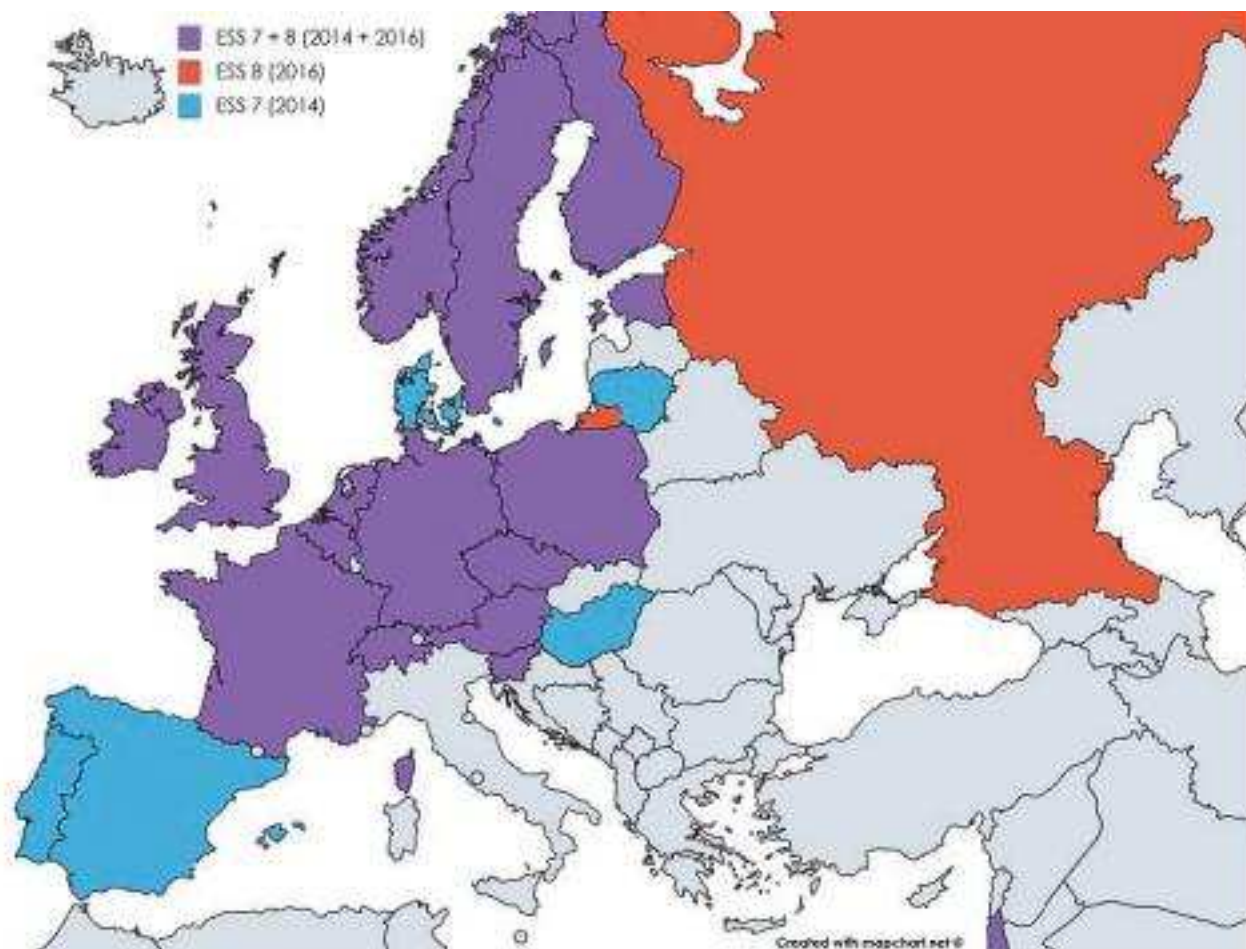 ESS 7 + 8 (2014 + 2016)
ESS 8 (2016)
ESS 7 (2014)
Created with mapchart.net ©